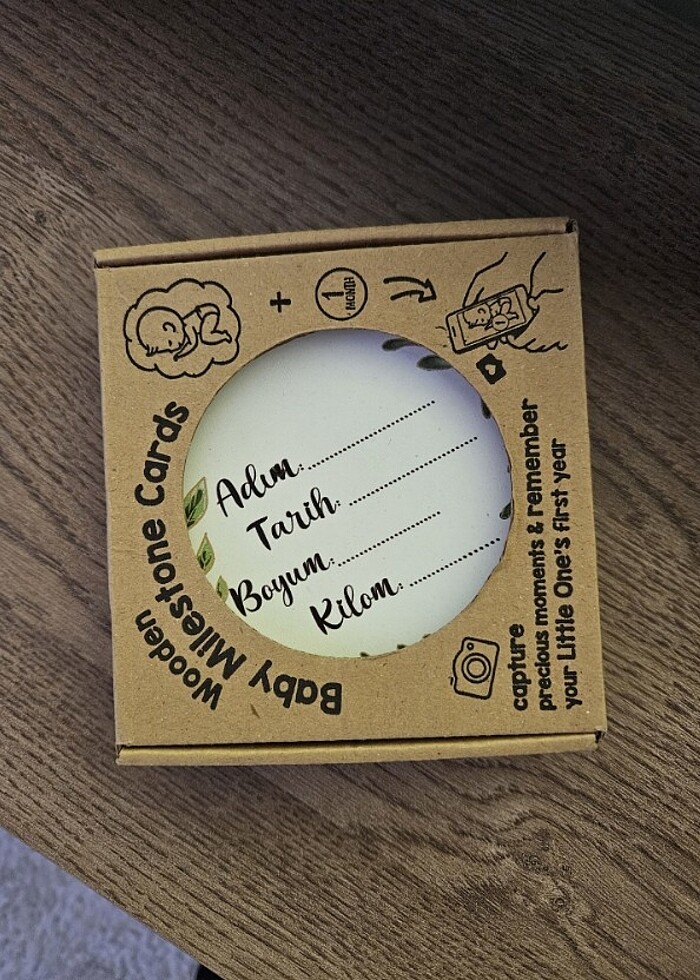 1
MONTH
Wooden
Baby Milestone Cards
Adım:
Tarih:
Boyum:
Kilom:
capture
precious moments & remember
your Little One's first year